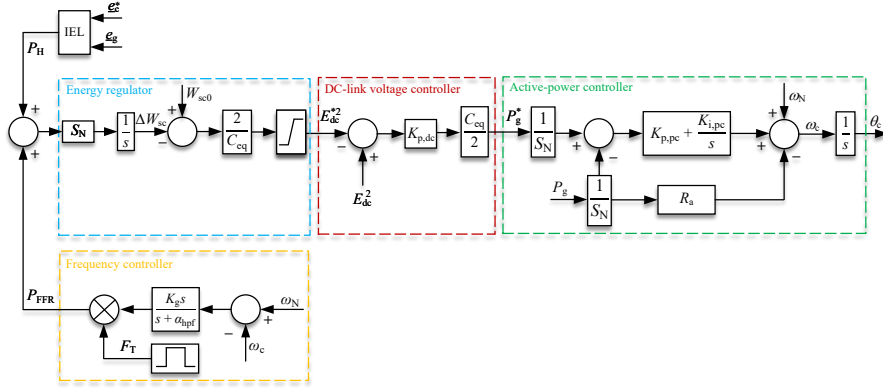 e*c
IEL
eg
PH
Energy regulator
DC-link voltage controller
Active-power controller
+
+
SN
1/s
ΔWsc
Wsc0
+
−
2/Ceq
E*2dc
−
+
E2dc
Kp,dc
Ceq/2
P*g
1/SN
+
−
Kp,pc + Ki,pc/s
ωN
+
+
−
ωc
1/s
θc
Pg
1/SN
Ra
Frequency controller
PFFR
Kgs/(s + αhpf)
ωN
+
−
ωc
FT